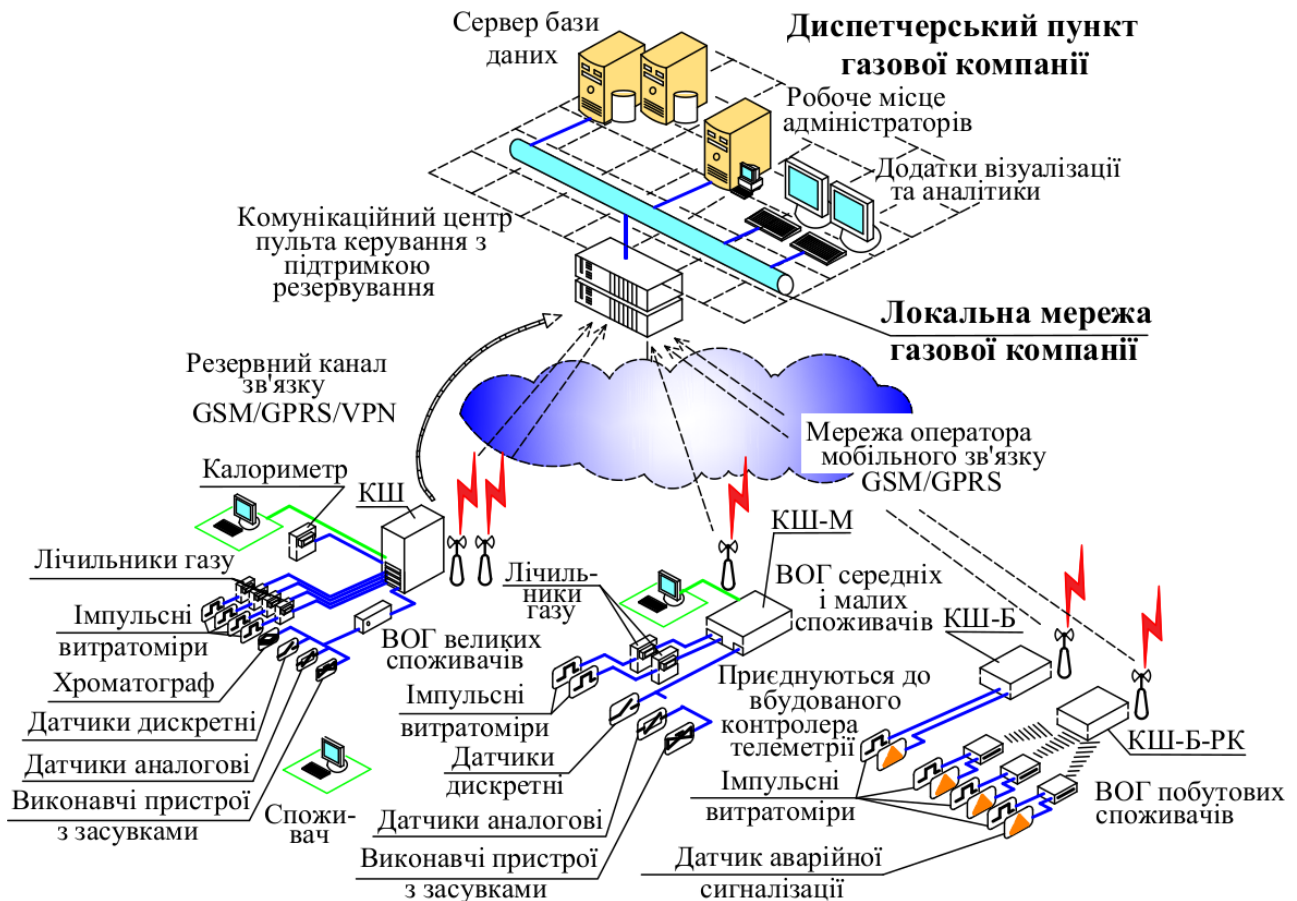 Сервер бази
даних
Диспетчерський пункт
газової компанії
Робоче місце
адміністраторів
Додатки візуалізації
та аналітики
Комунікаційний центр
пульта керування з
підтримкою
резервування
Локальна мережа
газової компанії
Резервний канал
зв'язку
GSM/GPRS/VPN
Мережа оператора
мобільного зв'язку
GSM/GPRS
Калориметр
КШ
Лічильники газу
Імпульсні
витратоміри
Хроматограф
Датчики дискретні
Датчики аналогові
Виконавчі пристрої
з засувками
ВОГ великих
споживачів
Спожи-
вач
КШ-М
Лічиль-
ники
газу
ВОГ середніх
і малих
споживачів
Імпульсні
витратоміри
Датчики
дискретні
Датчики аналогові
Виконавчі пристрої
з засувками
КШ-Б
Приєднуються до
вбудованого
контролера
телеметрії
КШ-Б-РК
Імпульсні
витратоміри
ВОГ побутових
споживачів
Датчик аварійної
сигналізації